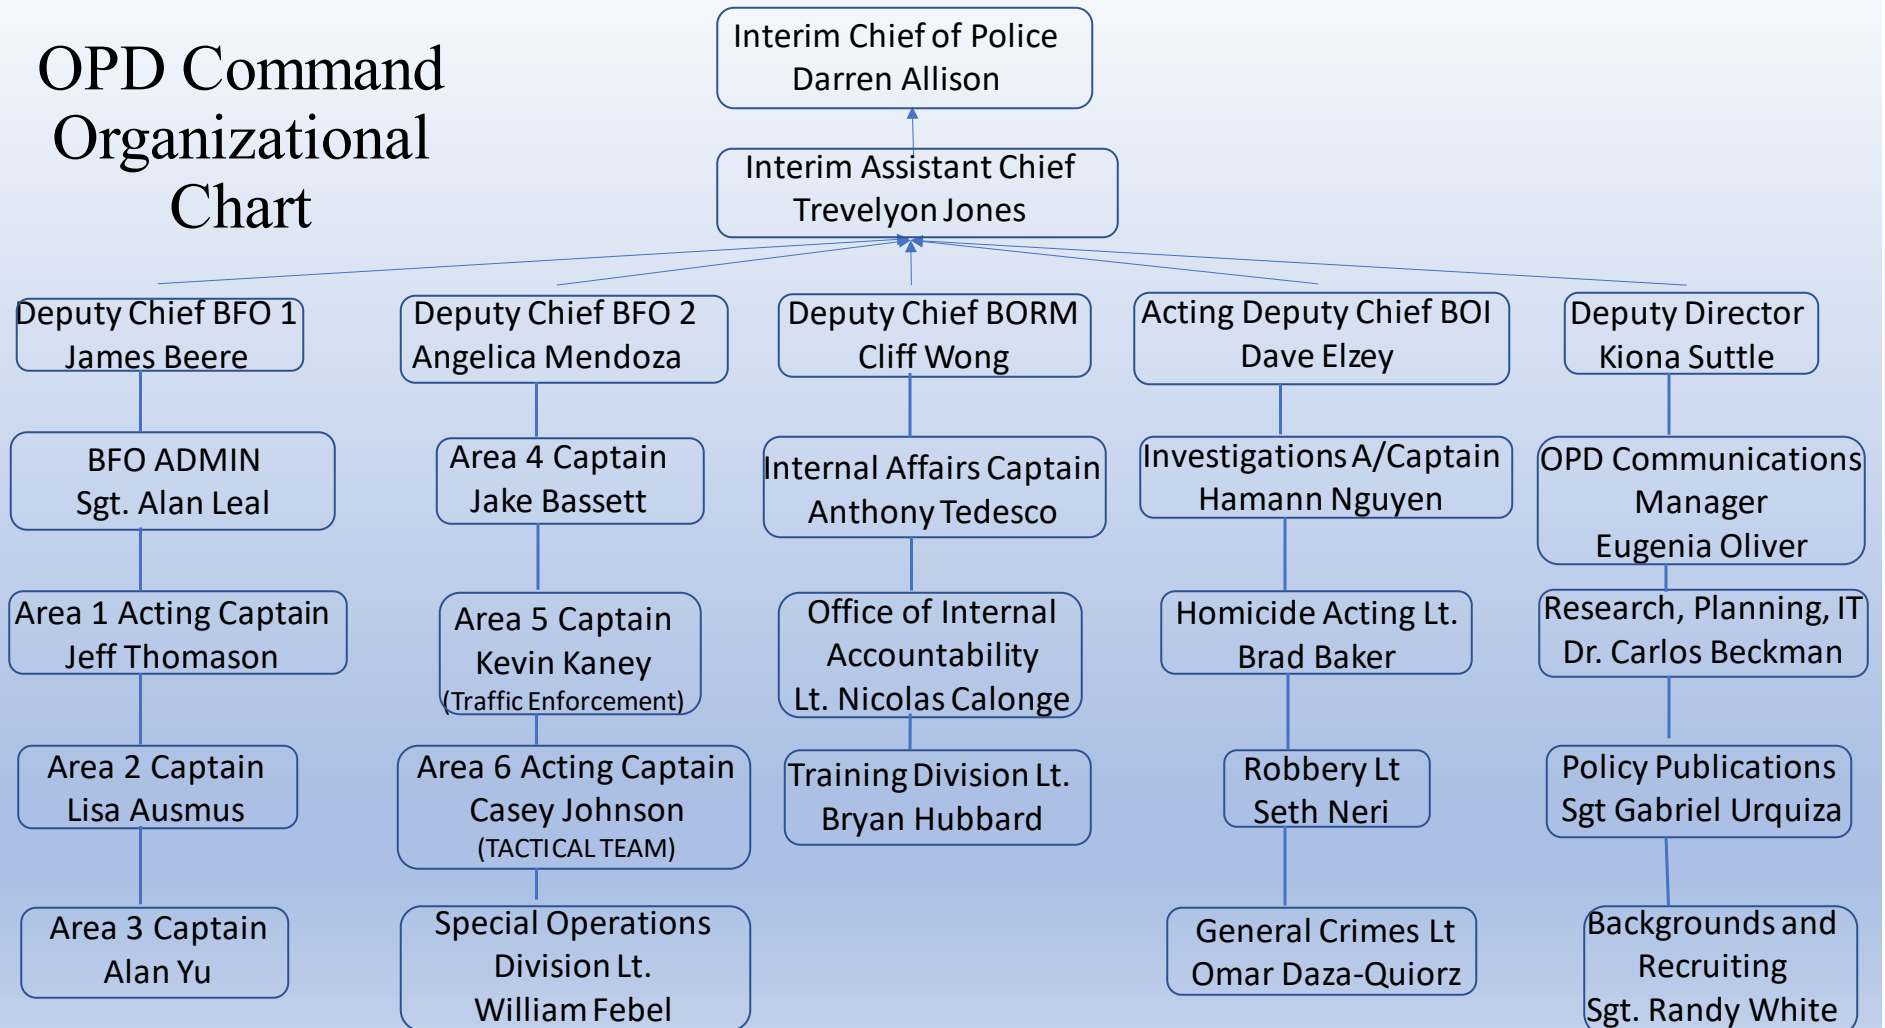 OPD Command
Organizational
Chart
Interim Chief of Police
Darren Allison
Interim Assistant Chief
Trevelyon Jones
Deputy Chief BFO 1
James Beere
BFO ADMIN
Sgt. Alan Leal
Area 1 Acting Captain
Jeff Thomason
Area 2 Captain
Lisa Ausmus
Area 3 Captain
Alan Yu
Deputy Chief BFO 2
Angelica Mendoza
Area 4 Captain
Jake Bassett
Area 5 Captain
Kevin Kaney
(Traffic Enforcement)
Area 6 Acting Captain
Casey Johnson
(TACTICAL TEAM)
Special Operations
Division Lt.
William Febel
Deputy Chief BORM
Cliff Wong
Internal Affairs Captain
Anthony Tedesco
Office of Internal
Accountability
Lt. Nicolas Calonge
Training Division Lt.
Bryan Hubbard
Acting Deputy Chief BOI
Dave Elzey
Investigations A/Captain
Hamann Nguyen
Homicide Acting Lt.
Brad Baker
Robbery Lt
Seth Neri
General Crimes Lt
Omar Daza-Quiorz
Deputy Director
Kiona Suttle
OPD Communications
Manager
Eugenia Oliver
Research, Planning, IT
Dr. Carlos Beckman
Policy Publications
Sgt Gabriel Urquiza
Backgrounds and
Recruiting
Sgt. Randy White